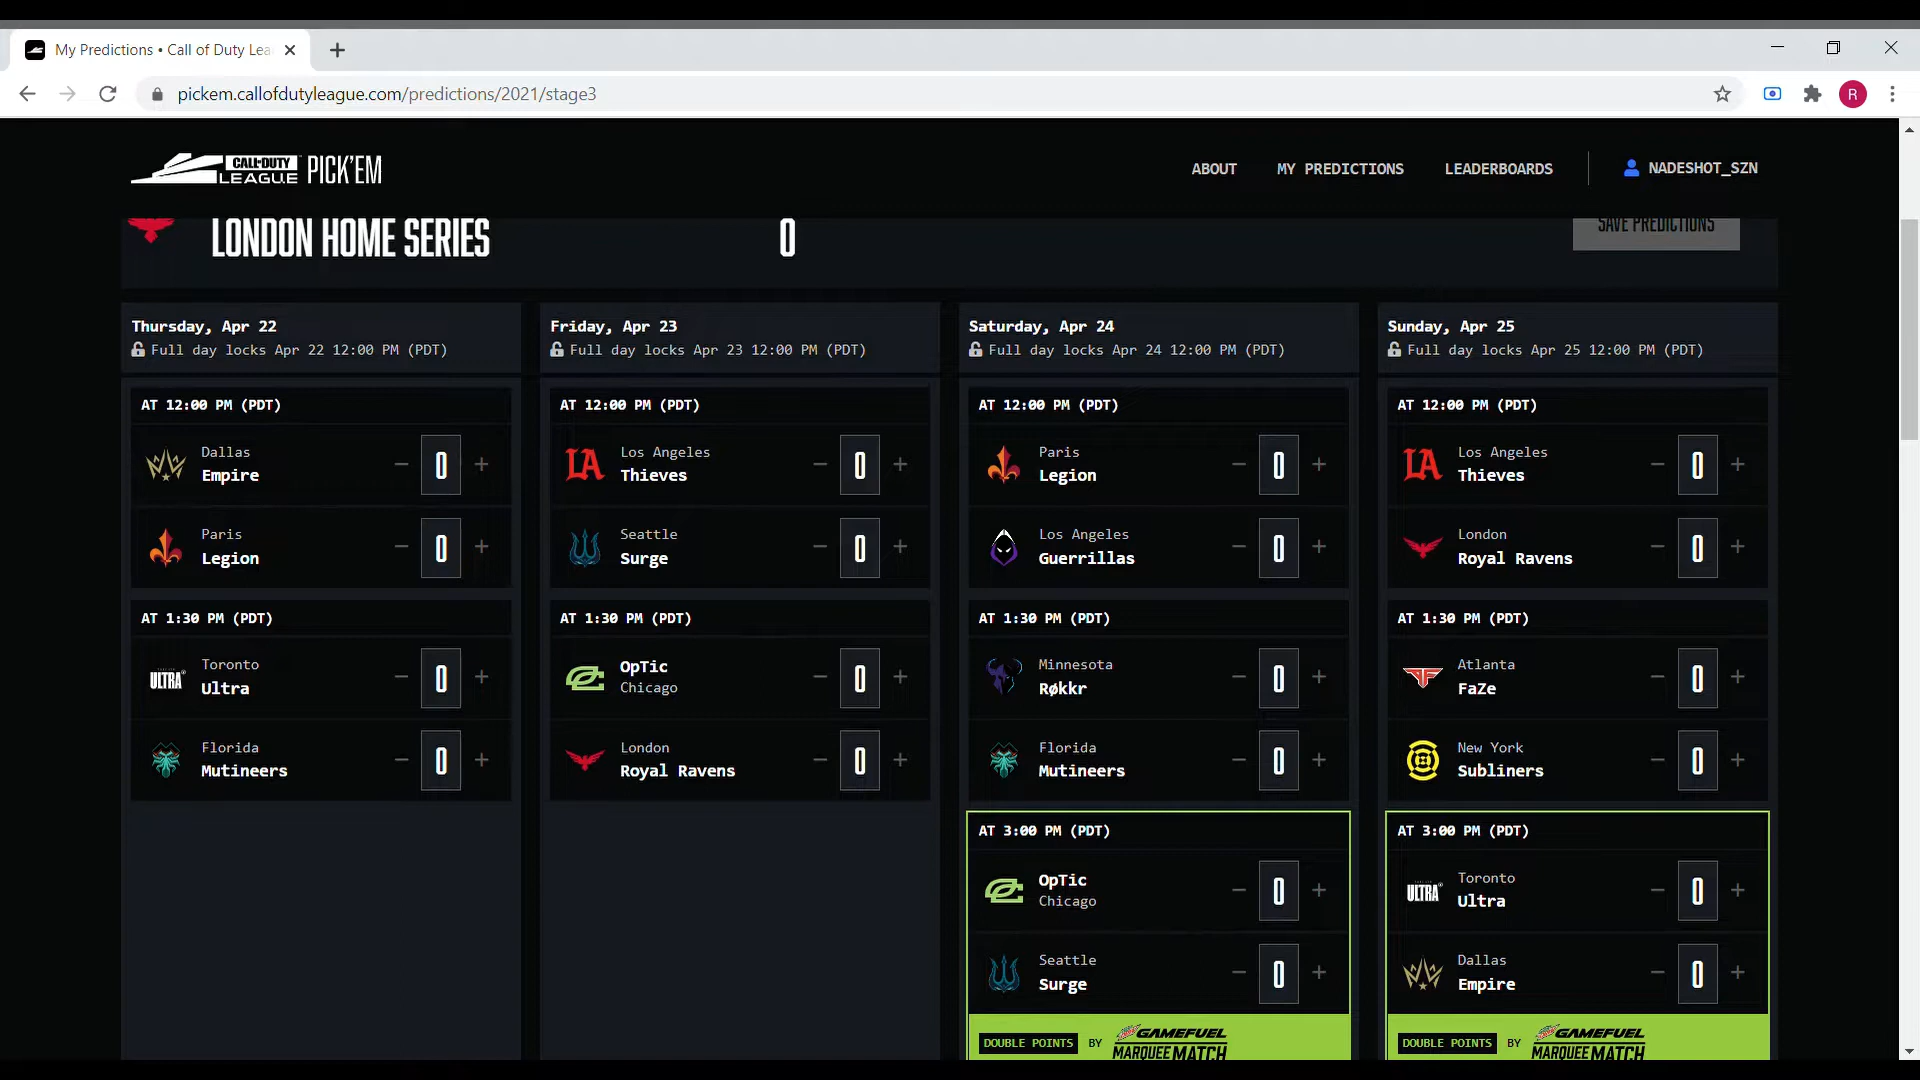 My Predictions • Call of Duty Lea
pickem.callofdutyleague.com/predictions/2021/stage3
R
CALL OF DUTY
LEAGUE PICK'EM
ABOUT
MY PREDICTIONS
LEADERBOARDS
NADESHOT_SZN
LONDON HOME SERIES
0
SAVE PREDICTIONS
Thursday, Apr 22
Full day locks Apr 22 12:00 PM (PDT)
AT 12:00 PM (PDT)
Dallas
Empire
0
Paris
Legion
0
AT 1:30 PM (PDT)
ULTRA
Toronto
Ultra
0
Florida
Mutineers
0
Friday, Apr 23
Full day locks Apr 23 12:00 PM (PDT)
AT 12:00 PM (PDT)
LA
Los Angeles
Thieves
0
Seattle
Surge
0
AT 1:30 PM (PDT)
OpTic
Chicago
0
London
Royal Ravens
0
Saturday, Apr 24
Full day locks Apr 24 12:00 PM (PDT)
AT 12:00 PM (PDT)
Paris
Legion
0
Los Angeles
Guerrillas
0
AT 1:30 PM (PDT)
Minnesota
Røkkr
0
Florida
Mutineers
0
AT 3:00 PM (PDT)
OpTic
Chicago
0
Seattle
Surge
0
DOUBLE POINTS BY GAMEFUEL
MARQUEE MATCH
Sunday, Apr 25
Full day locks Apr 25 12:00 PM (PDT)
AT 12:00 PM (PDT)
LA
Los Angeles
Thieves
0
London
Royal Ravens
0
AT 1:30 PM (PDT)
Atlanta
FaZe
0
New York
Subliners
0
AT 3:00 PM (PDT)
ULTRA
Toronto
Ultra
0
Dallas
Empire
0
DOUBLE POINTS BY GAMEFUEL
MARQUEE MATCH